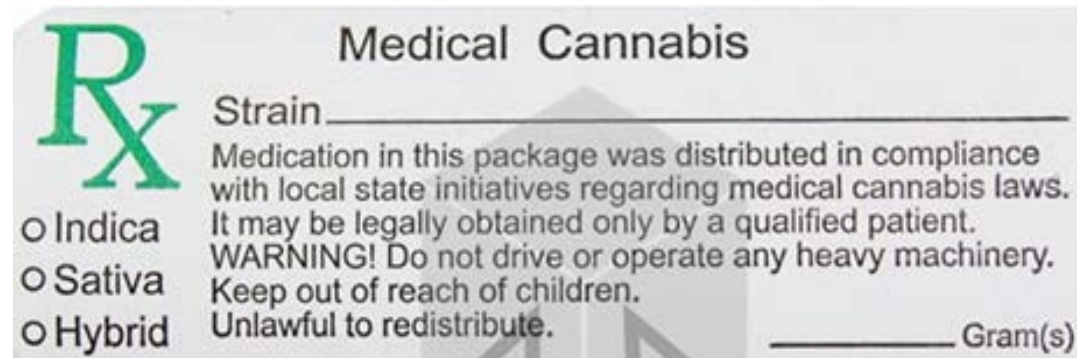 Rx
Medical Cannabis
Strain
Medication in this package was distributed in compliance
with local state initiatives regarding medical cannabis laws.
It may be legally obtained only by a qualified patient.
WARNING! Do not drive or operate any heavy machinery.
Keep out of reach of children.
Unlawful to redistribute.
Indica
Sativa
Hybrid
Gram(s)